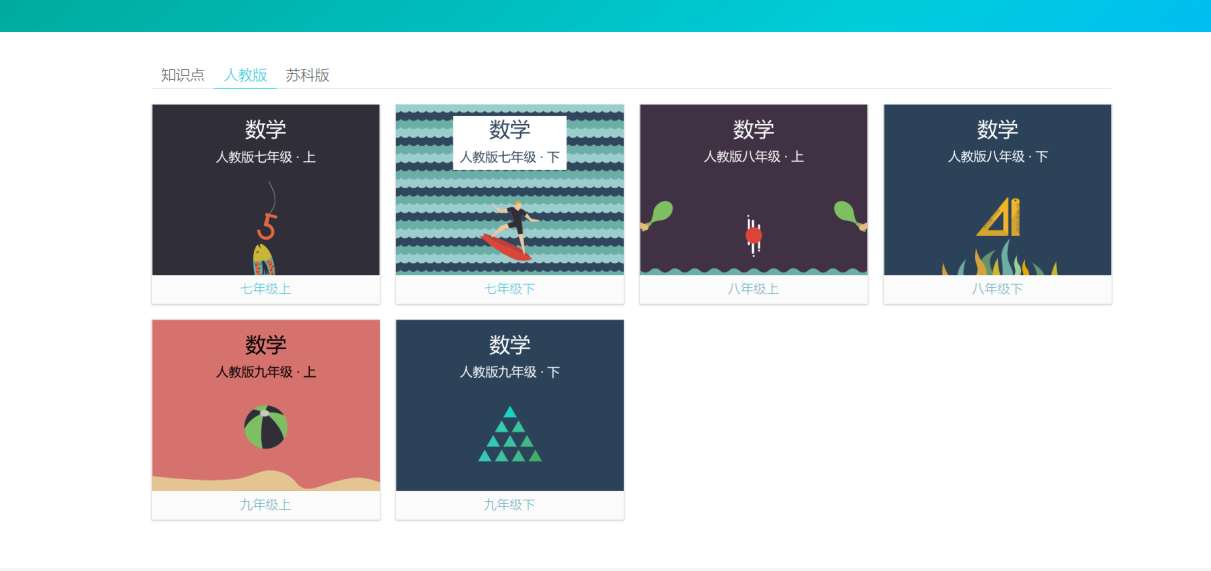 知识点 人教版 苏科版
数学
人教版七年级 · 上
5
七年级上
数学
人教版七年级 · 下
七年级下
数学
人教版八年级 · 上
八年级上
数学
人教版八年级 · 下
八年级下
数学
人教版九年级 · 上
九年级上
数学
人教版九年级 · 下
九年级下